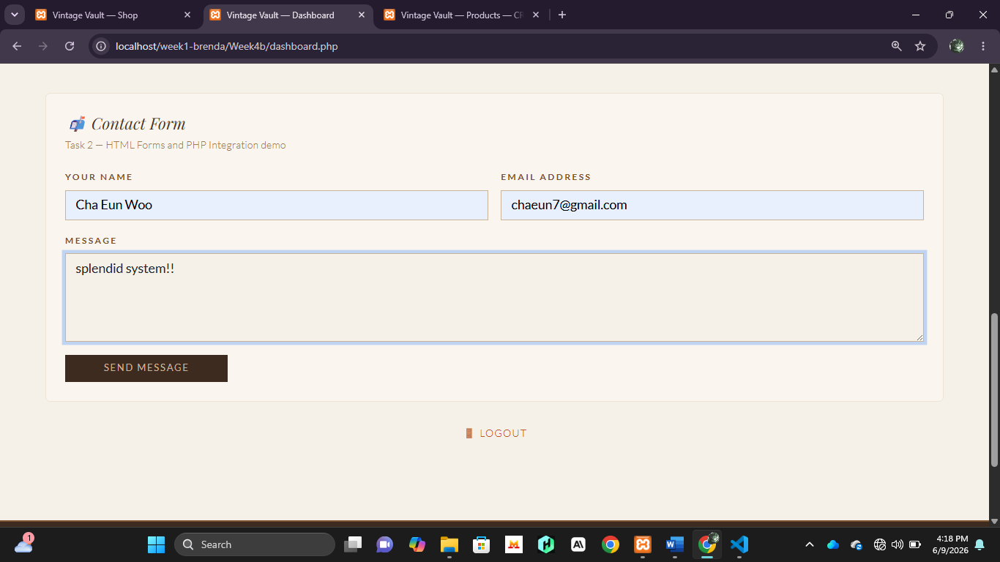 Vintage Vault — Shop
Vintage Vault — Dashboard
Vintage Vault — Products — CR
localhost/week1-brenda/Week4b/dashboard.php
Contact Form
Task 2 — HTML Forms and PHP Integration demo
YOUR NAME
EMAIL ADDRESS
Cha Eun Woo
chaeun7@gmail.com
MESSAGE
splendid system!!
SEND MESSAGE
LOGOUT
1
Search
4:18 PM
6/9/2026